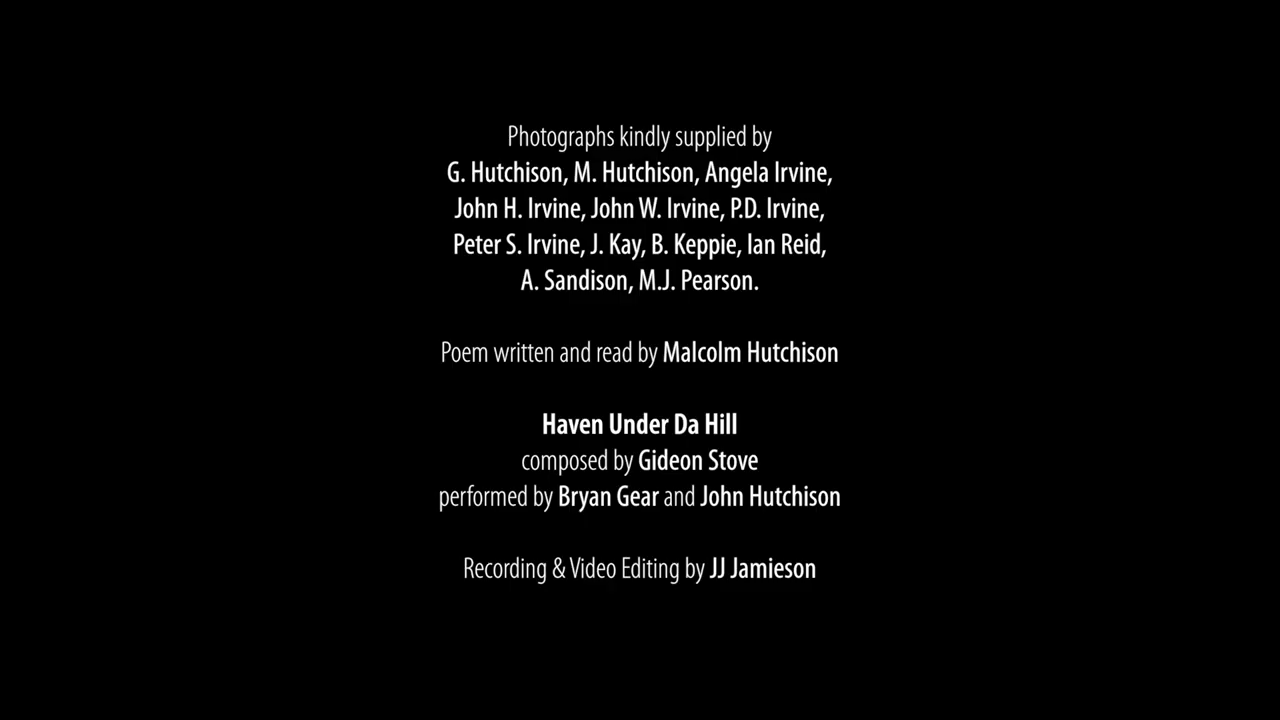 Photographs kindly supplied by
G. Hutchison, M. Hutchison, Angela Irvine,
John H. Irvine, John W. Irvine, P.D. Irvine,
Peter S. Irvine, J. Kay, B. Keppie, Ian Reid,
A. Sandison, M.J. Pearson.
Poem written and read by Malcolm Hutchison
Haven Under Da Hill
composed by Gideon Stove
performed by Bryan Gear and John Hutchison
Recording & Video Editing by JJ Jamieson